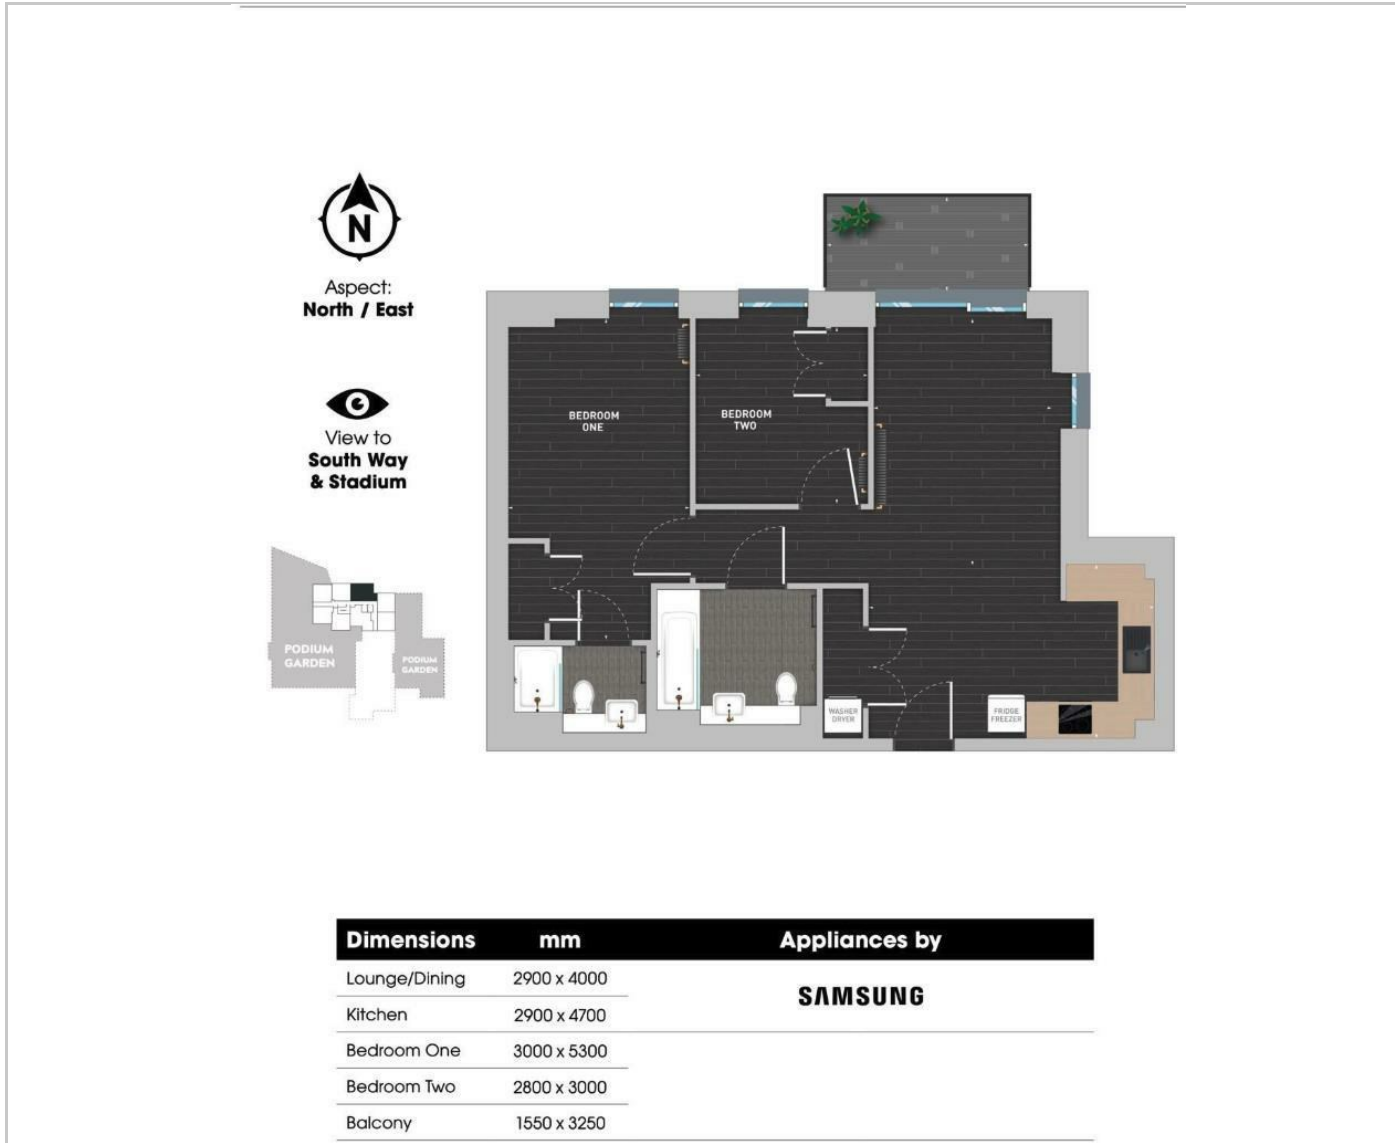 N
Aspect:
North / East
View to
South Way
& Stadium
PODIUM
GARDEN
PODIUM
GARDEN
BEDROOM
ONE
BEDROOM
TWO
WASHER
DRYER
FRIDGE
FREEZER
Dimensions mm Appliances by
Lounge/Dining 2900 x 4000
SAMSUNG
Kitchen 2900 x 4700
Bedroom One 3000 x 5300
Bedroom Two 2800 x 3000
Balcony 1550 x 3250